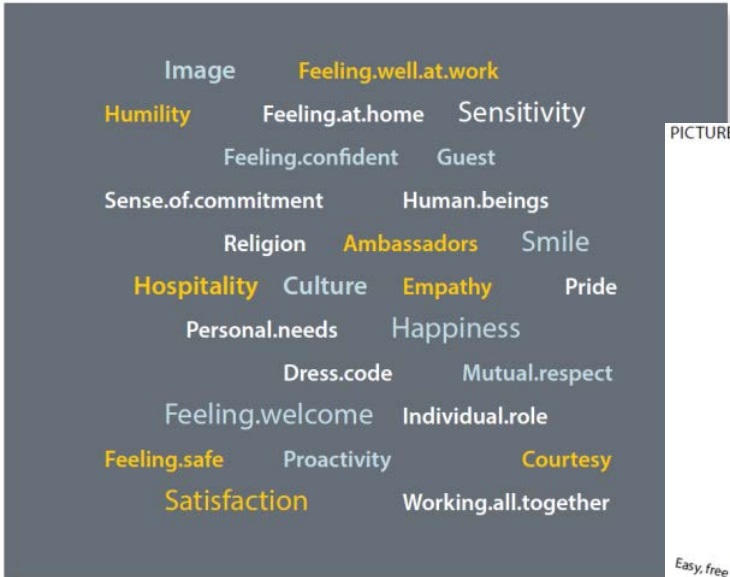 Image Feeling.well.at.work
Humility Feeling.at.home Sensitivity
PICTURE
Feeling.confident Guest
Sense.of.commitment Human.beings
Religion Ambassadors Smile
Hospitality Culture Empathy Pride
Personal.needs Happiness
Dress.code Mutual.respect
Feeling.welcome Individual.role
Feeling.safe Proactivity Courtesy
Satisfaction Working.all.together
Easy, free